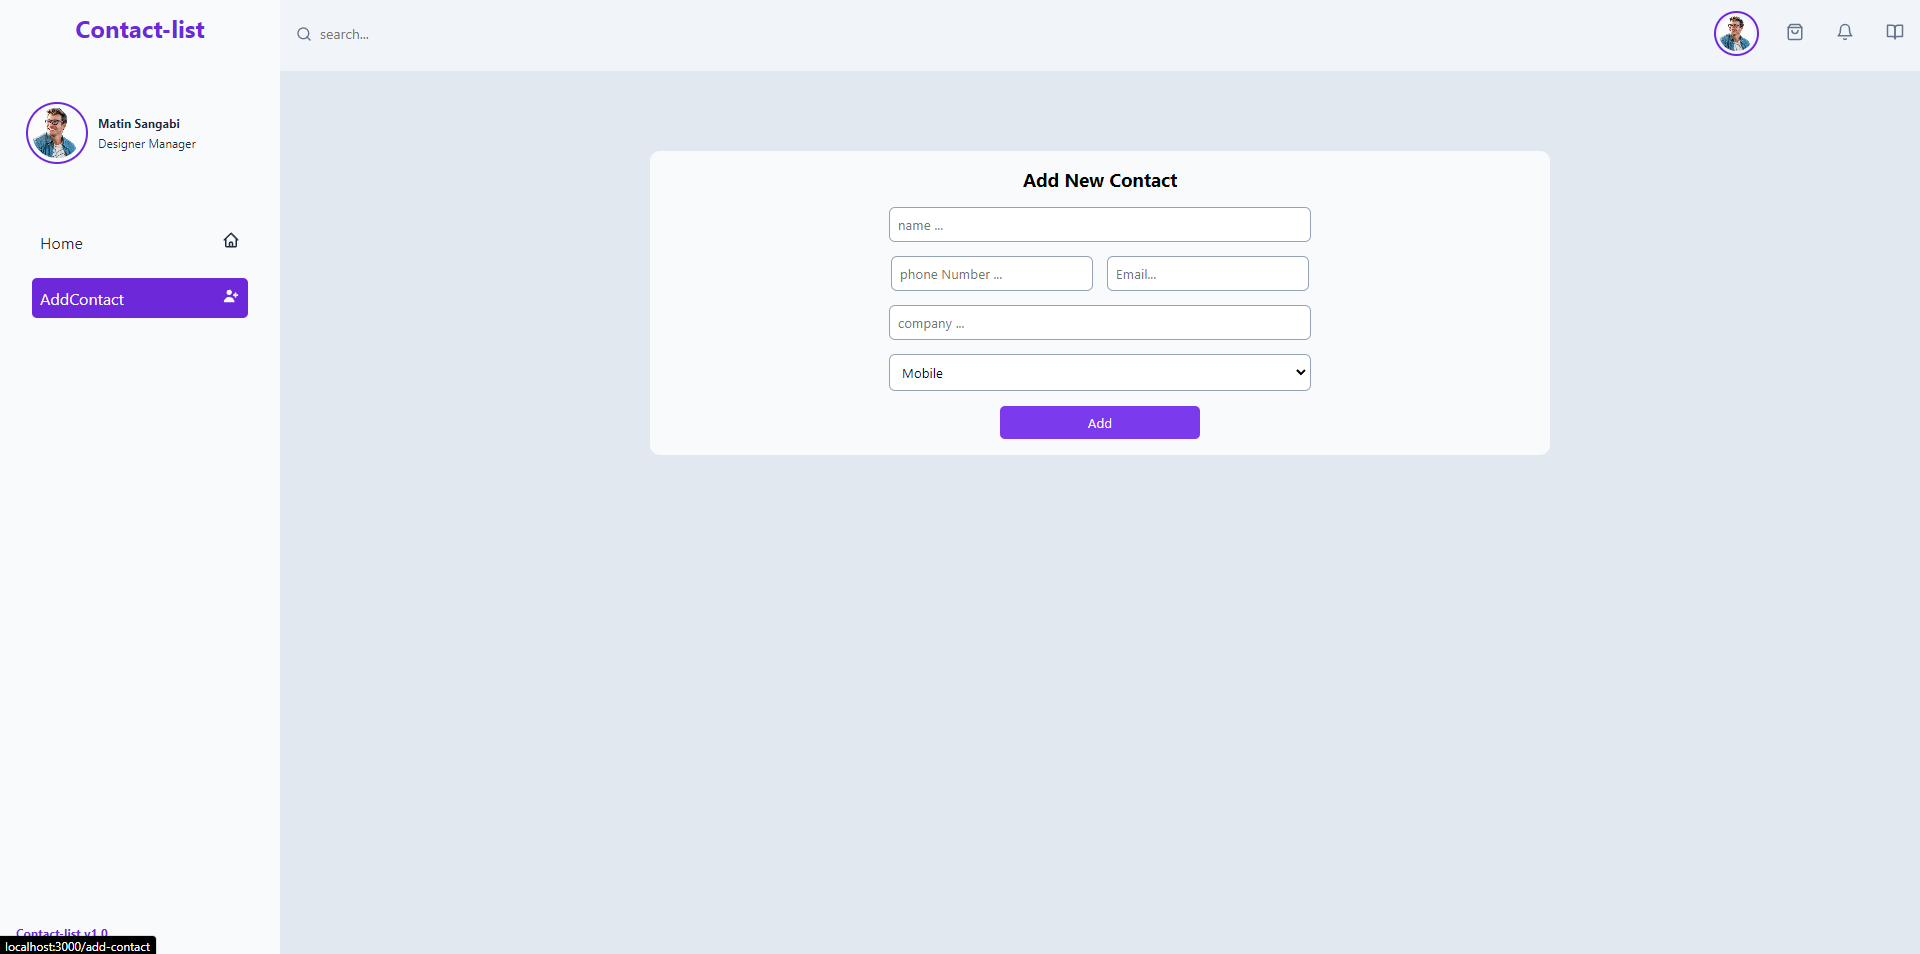 Contact-list
search...
Matin Sangabi
Designer Manager
Home
AddContact
Add New Contact
name ...
phone Number ...
Email...
company ...
Mobile
Add
Contact-list v1.0
localhost:3000/add-contact